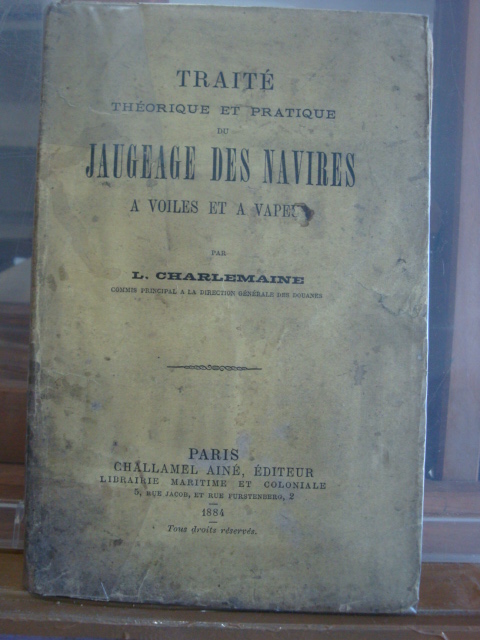 TRAITÉ
THÉORIQUE ET PRATIQUE
DU
JAUGEAGE DES NAVIRES
A VOILES ET A
PAR
L. CHARLEMAINE
COMMIS PRINCIPAL A LA DIRECTION GÉNÉRALE DES DOUANES
PARIS
CHALLAMEL AINÉ, ÉDITEUR
LIBRAIRIE MARITIME ET COLONIALE
5, RUE JACOB, ET RUE FURSTENBERG, 2
1884
Tous droits réservés.